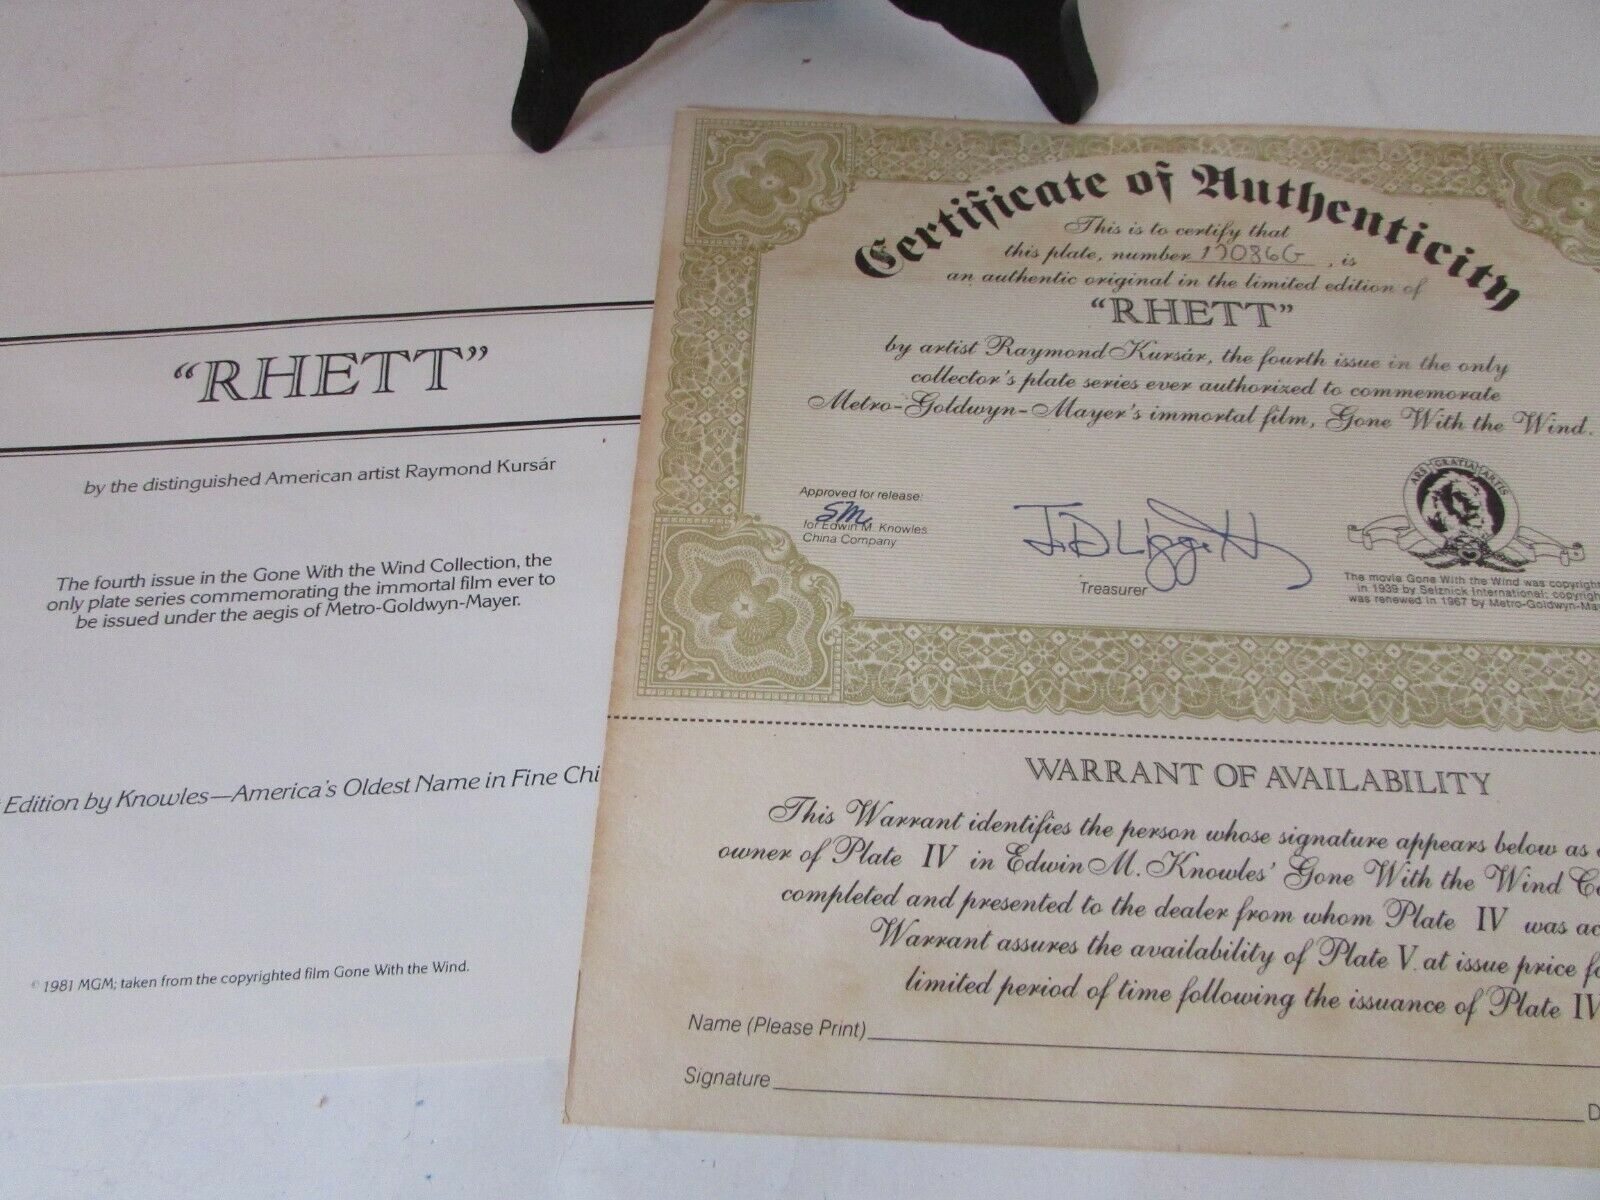 "RHETT"
by the distinguished American artist Raymond Kursár
The fourth issue in the Gone With the Wind Collection, the
only plate series commemorating the immortal film ever to
be issued under the aegis of Metro-Goldwyn-Mayer.
Edition by Knowles—America's Oldest Name in Fine Chi
© 1981 MGM; taken from the copyrighted film Gone With the Wind.
Certificate of Authenticity
This is to certify that
this plate, number 17086G, is
an authentic original in the limited edition of
"RHETT"
by artist Raymond Kursár, the fourth issue in the only
collector's plate series ever authorized to commemorate
Metro-Goldwyn-Mayer's immortal film, Gone With the Wind.
Approved for release:
SM
for Edwin M. Knowles
China Company
Treasurer
ARS GRATIA ARTIS
The movie Gone With the Wind was copyright
in 1939 by Selznick International; copyrigh
was renewed in 1967 by Metro-Goldwyn-May
WARRANT OF AVAILABILITY
This Warrant identifies the person whose signature appears below as
owner of Plate IV in Edwin M. Knowles' Gone With the Wind Co
completed and presented to the dealer from whom Plate IV was ac
Warrant assures the availability of Plate V at issue price fo
limited period of time following the issuance of Plate IV
Name (Please Print)
Signature
D